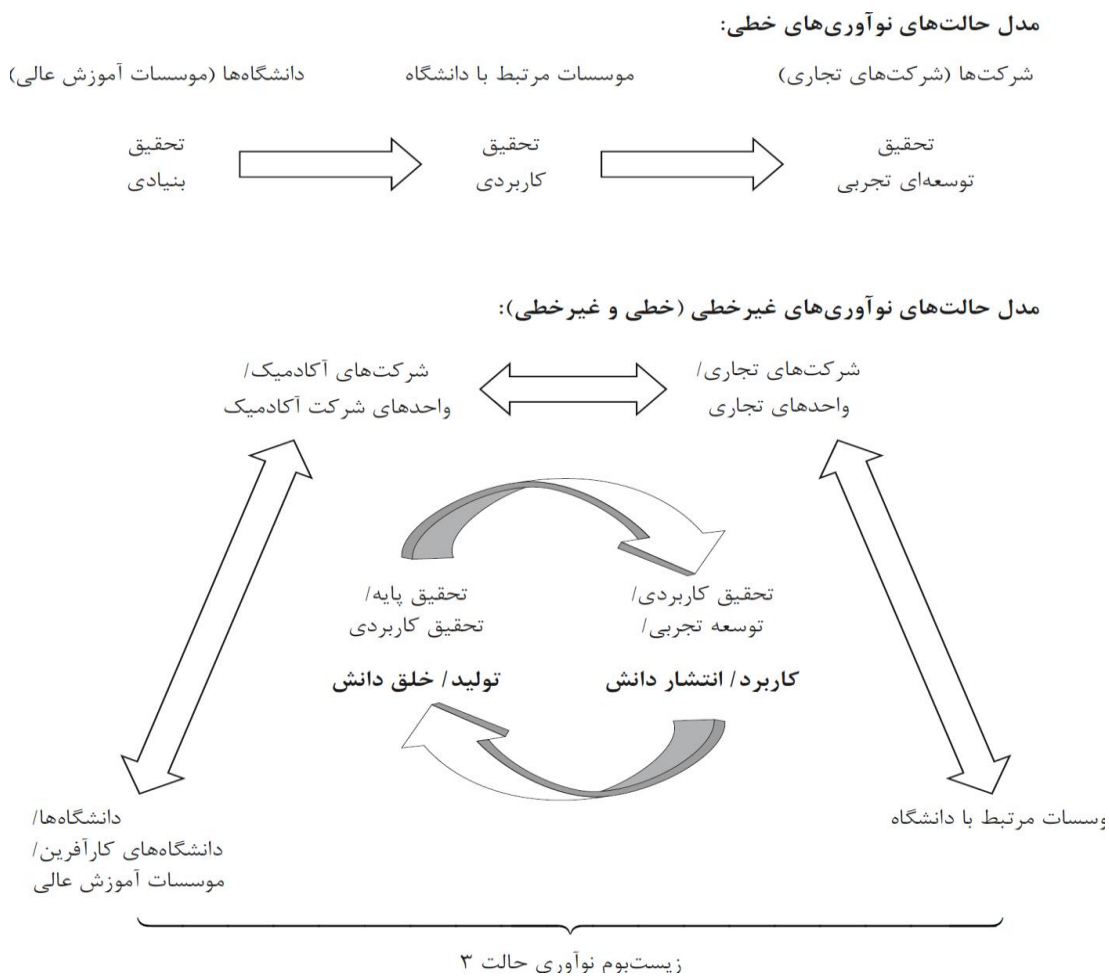 مدل حالت‌های نوآوری‌های خطی:
شرکت‌ها (شرکت‌های تجاری)
موسسات مرتبط با دانشگاه
دانشگاه‌ها (موسسات آموزش عالی)
تحقیق
توسعه‌ای تجربی
تحقیق
کاربردی
تحقیق
بنیادی
مدل حالت‌های نوآوری‌های غیرخطی (خطی و غیرخطی):
شرکت‌های تجاری/
واحدهای تجاری
شرکت‌های آکادمیک/
واحدهای شرکت آکادمیک
تحقیق کاربردی/
توسعه تجربی/
تحقیق پایه/
تحقیق کاربردی
کاربرد/ انتشار دانش
تولید/ خلق دانش
وسسات مرتبط با دانشگاه
دانشگاه‌ها/
دانشگاه‌های کارآفرین/
موسسات آموزش عالی
زیست‌بوم نوآوری حالت ۳